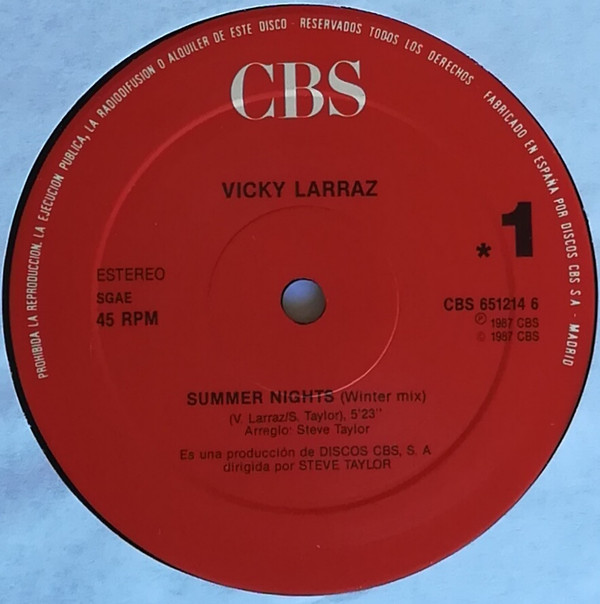 PROHIBIDA LA REPRODUCCION, LA EJECUCION PUBLICA, LA RADIODIFUSION O ALQUILER DE ESTE DISCO - RESERVADOS TODOS LOS DERECHOS
FABRICADO EN ESPAÑA POR DISCOS CBS S A - MADRID
CBS
VICKY LARRAZ
* 1
ESTEREO
SGAE
45 RPM
CBS 651214 6
Ⓟ 1987 CBS
© 1987 CBS
SUMMER NIGHTS (Winter mix)
(V. Larraz/S. Taylor), 5'23''
Arreglo: Steve Taylor
Es una producción de DISCOS CBS, S. A
dirigida por STEVE TAYLOR